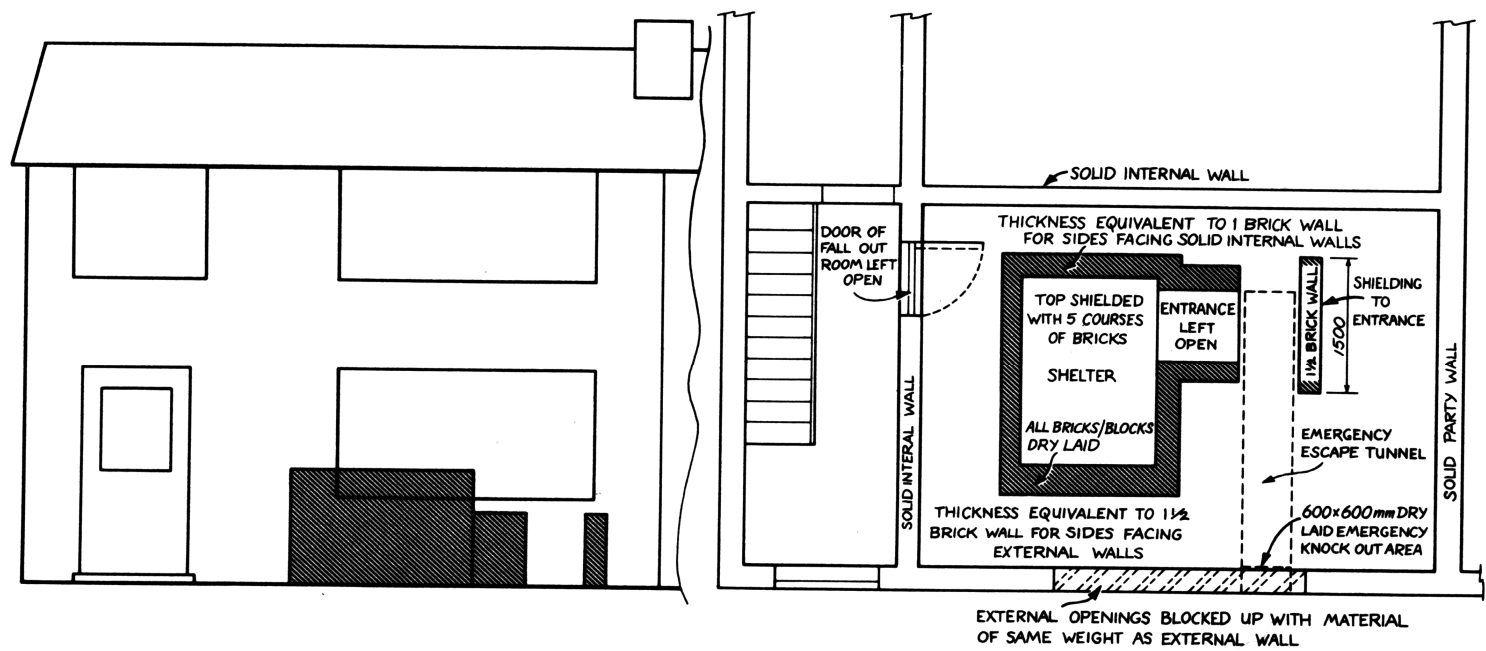 SOLID INTERNAL WALL
THICKNESS EQUIVALENT TO 1 BRICK WALL
FOR SIDES FACING SOLID INTERNAL WALLS
DOOR OF
FALL OUT
ROOM LEFT
OPEN
TOP SHIELDED
WITH 5 COURSES
OF BRICKS
SHELTER
ENTRANCE
LEFT
OPEN
1½ BRICK WALL
1500
SHIELDING
TO
ENTRANCE
ALL BRICKS/BLOCKS
DRY LAID
SOLID INTERAL WALL
SOLID PARTY WALL
EMERGENCY
ESCAPE TUNNEL
THICKNESS EQUIVALENT TO 1½
BRICK WALL FOR SIDES FACING
EXTERNAL WALLS
600x600mm DRY
LAID EMERGENCY
KNOCK OUT AREA
EXTERNAL OPENINGS BLOCKED UP WITH MATERIAL
OF SAME WEIGHT AS EXTERNAL WALL